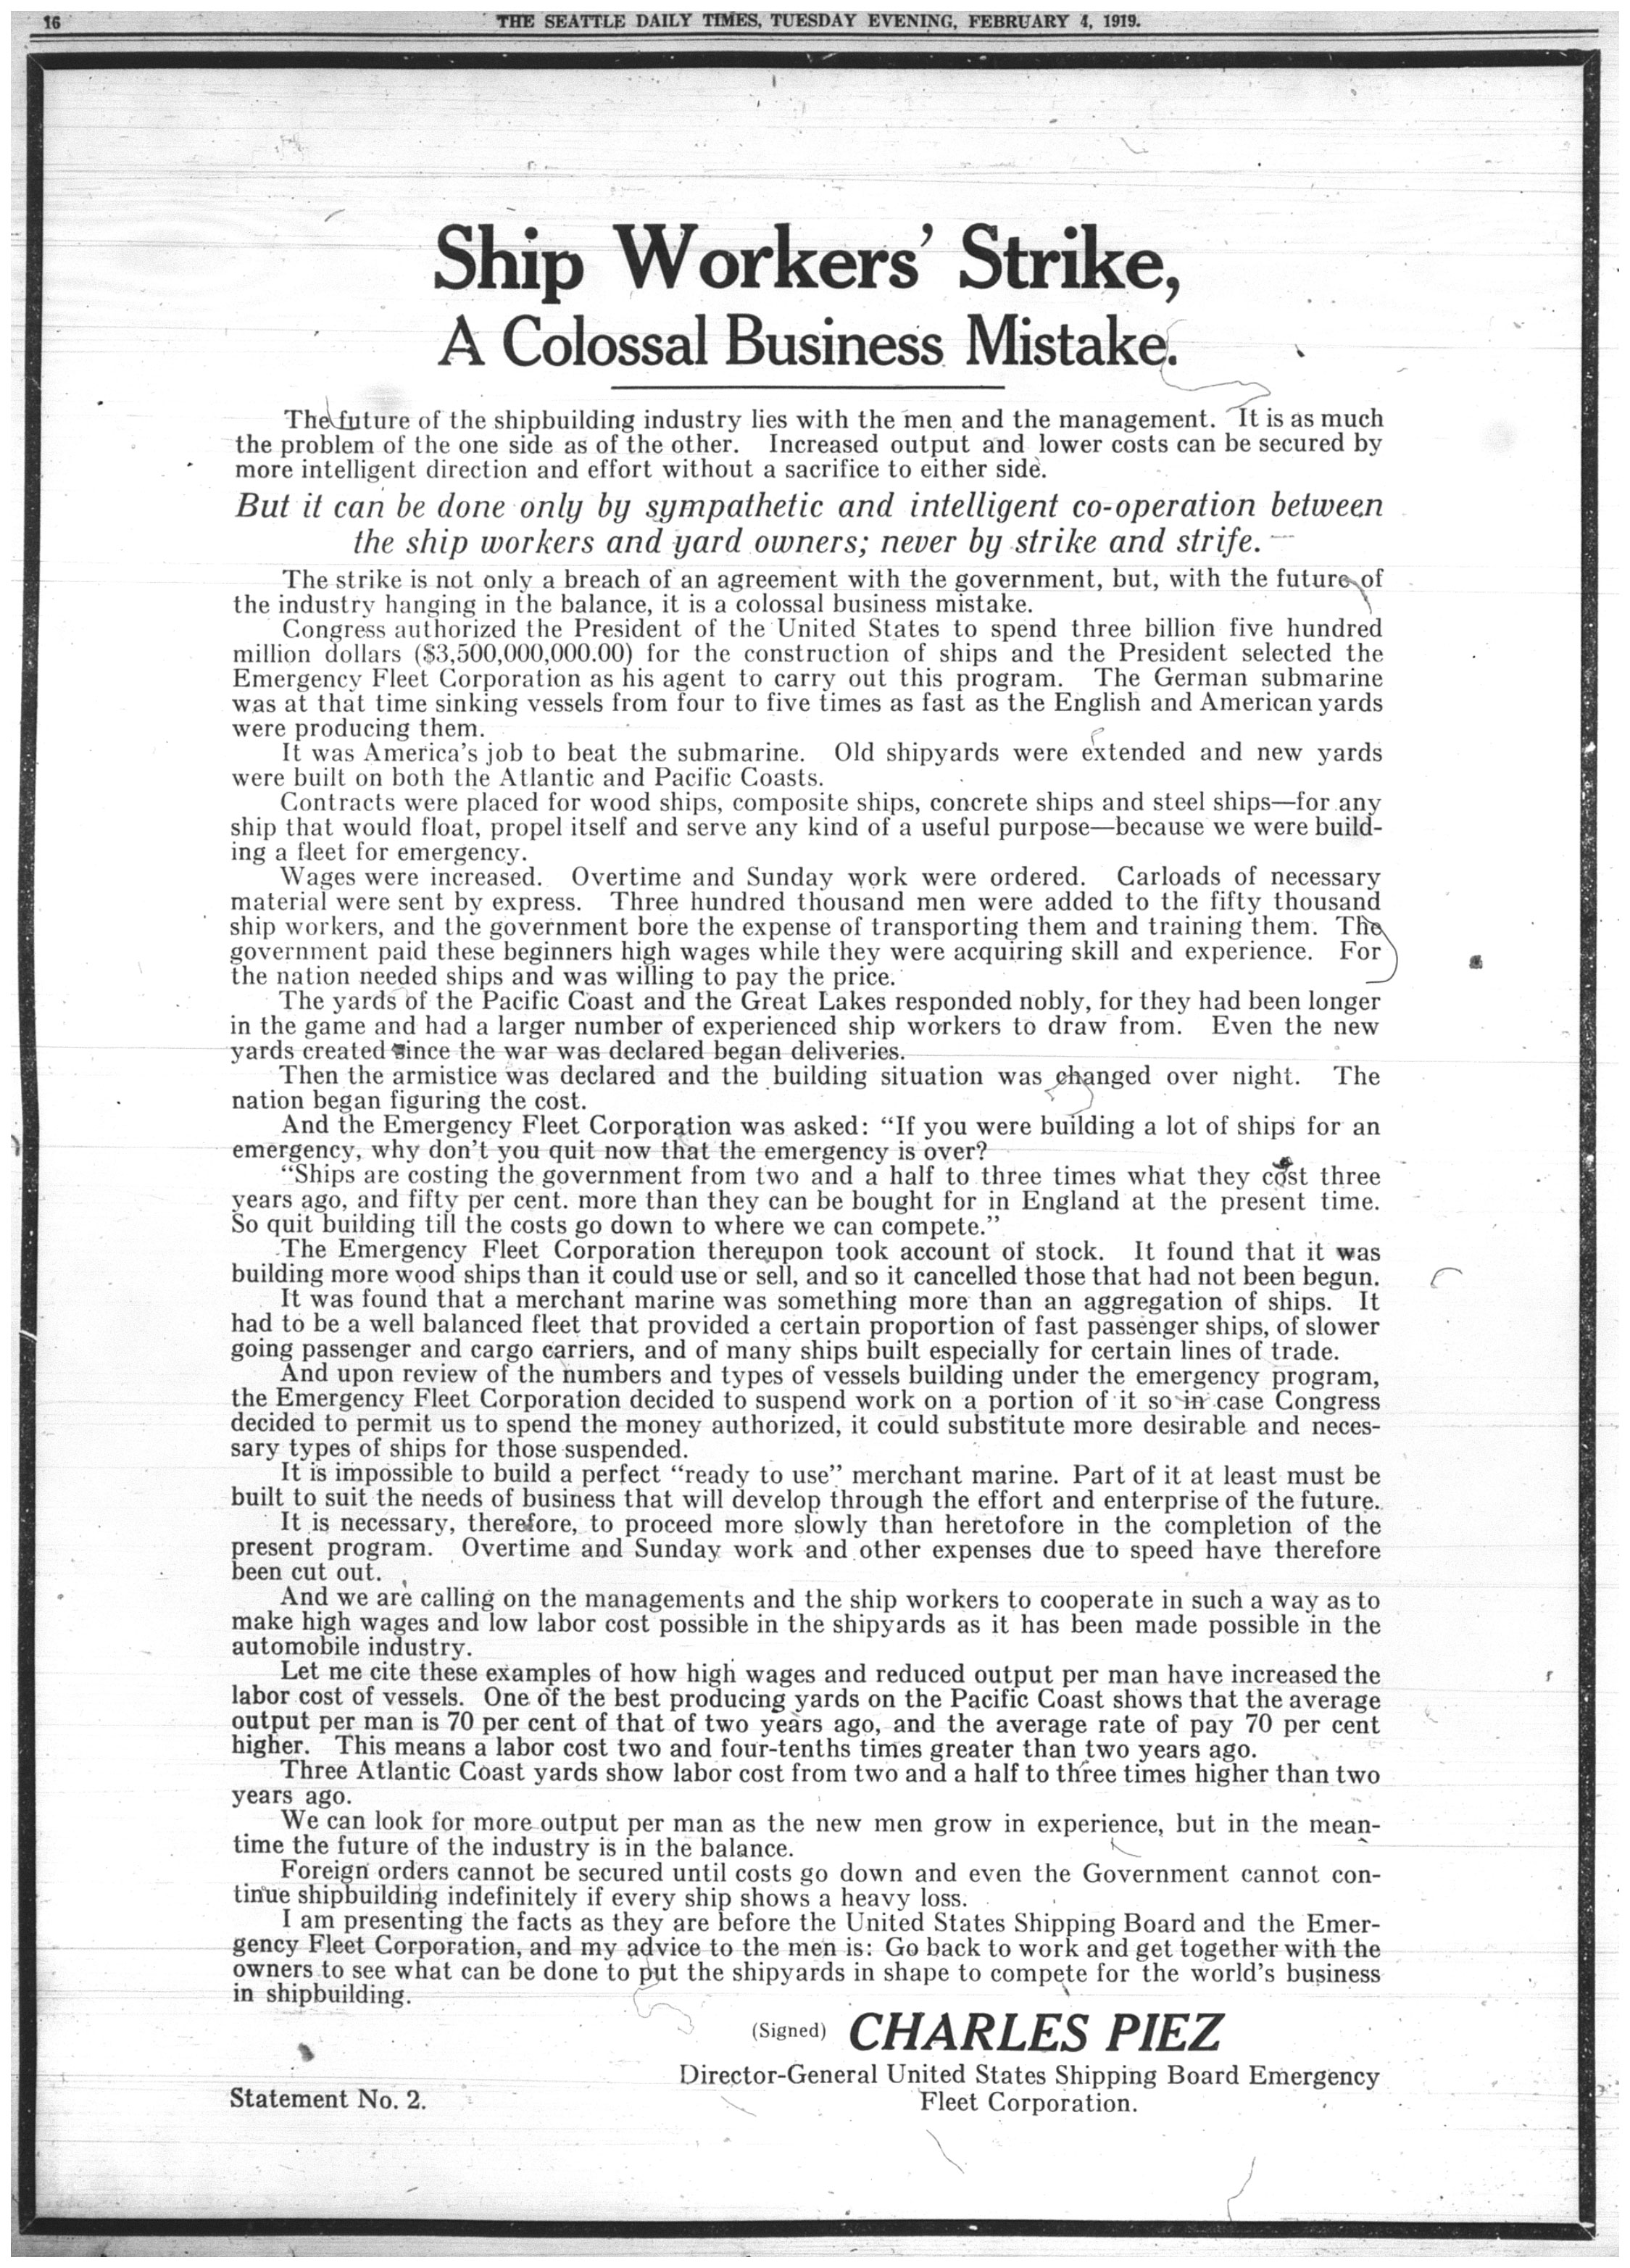 16
THE SEATTLE DAILY TIMES, TUESDAY EVENING, FEBRUARY 4, 1919.
Ship Workers' Strike,
A Colossal Business Mistake.
The future of the shipbuilding industry lies with the men and the management. It is as much
the problem of the one side as of the other. Increased output and lower costs can be secured by
more intelligent direction and effort without a sacrifice to either side.
But it can be done only by sympathetic and intelligent co-operation between
the ship workers and yard owners; never by strike and strife.
The strike is not only a breach of an agreement with the government, but, with the future of
the industry hanging in the balance, it is a colossal business mistake.
Congress authorized the President of the United States to spend three billion five hundred
million dollars ($3,500,000,000.00) for the construction of ships and the President selected the
Emergency Fleet Corporation as his agent to carry out this program. The German submarine
was at that time sinking vessels from four to five times as fast as the English and American yards
were producing them.
It was America's job to beat the submarine. Old shipyards were extended and new yards
were built on both the Atlantic and Pacific Coasts.
Contracts were placed for wood ships, composite ships, concrete ships and steel ships—for any
ship that would float, propel itself and serve any kind of a useful purpose—because we were build-
ing a fleet for emergency.
Wages were increased. Overtime and Sunday work were ordered. Carloads of necessary
material were sent by express. Three hundred thousand men were added to the fifty thousand
ship workers, and the government bore the expense of transporting them and training them. The
government paid these beginners high wages while they were acquiring skill and experience. For
the nation needed ships and was willing to pay the price.
The yards of the Pacific Coast and the Great Lakes responded nobly, for they had been longer
in the game and had a larger number of experienced ship workers to draw from. Even the new
yards created since the war was declared began deliveries.
Then the armistice was declared and the building situation was changed over night. The
nation began figuring the cost.
And the Emergency Fleet Corporation was asked: "If you were building a lot of ships for an
emergency, why don't you quit now that the emergency is over?
"Ships are costing the government from two and a half to three times what they cost three
years ago, and fifty per cent. more than they can be bought for in England at the present time.
So quit building till the costs go down to where we can compete."
The Emergency Fleet Corporation thereupon took account of stock. It found that it was
building more wood ships than it could use or sell, and so it cancelled those that had not been begun.
It was found that a merchant marine was something more than an aggregation of ships. It
had to be a well balanced fleet that provided a certain proportion of fast passenger ships, of slower
going passenger and cargo carriers, and of many ships built especially for certain lines of trade.
And upon review of the numbers and types of vessels building under the emergency program,
the Emergency Fleet Corporation decided to suspend work on a portion of it so in case Congress
decided to permit us to spend the money authorized, it could substitute more desirable and neces-
sary types of ships for those suspended.
It is impossible to build a perfect "ready to use" merchant marine. Part of it at least must be
built to suit the needs of business that will develop through the effort and enterprise of the future.
It is necessary, therefore, to proceed more slowly than heretofore in the completion of the
present program. Overtime and Sunday work and other expenses due to speed have therefore
been cut out.
And we are calling on the managements and the ship workers to cooperate in such a way as to
make high wages and low labor cost possible in the shipyards as it has been made possible in the
automobile industry.
Let me cite these examples of how high wages and reduced output per man have increased the
labor cost of vessels. One of the best producing yards on the Pacific Coast shows that the average
output per man is 70 per cent of that of two years ago, and the average rate of pay 70 per cent
higher. This means a labor cost two and four-tenths times greater than two years ago.
Three Atlantic Coast yards show labor cost from two and a half to three times higher than two
years ago.
We can look for more output per man as the new men grow in experience, but in the mean-
time the future of the industry is in the balance.
Foreign orders cannot be secured until costs go down and even the Government cannot con-
tinue shipbuilding indefinitely if every ship shows a heavy loss.
I am presenting the facts as they are before the United States Shipping Board and the Emer-
gency Fleet Corporation, and my advice to the men is: Go back to work and get together with the
owners to see what can be done to put the shipyards in shape to compete for the world's business
in shipbuilding.
(Signed) CHARLES PIEZ
Director-General United States Shipping Board Emergency
Fleet Corporation.
Statement No. 2.